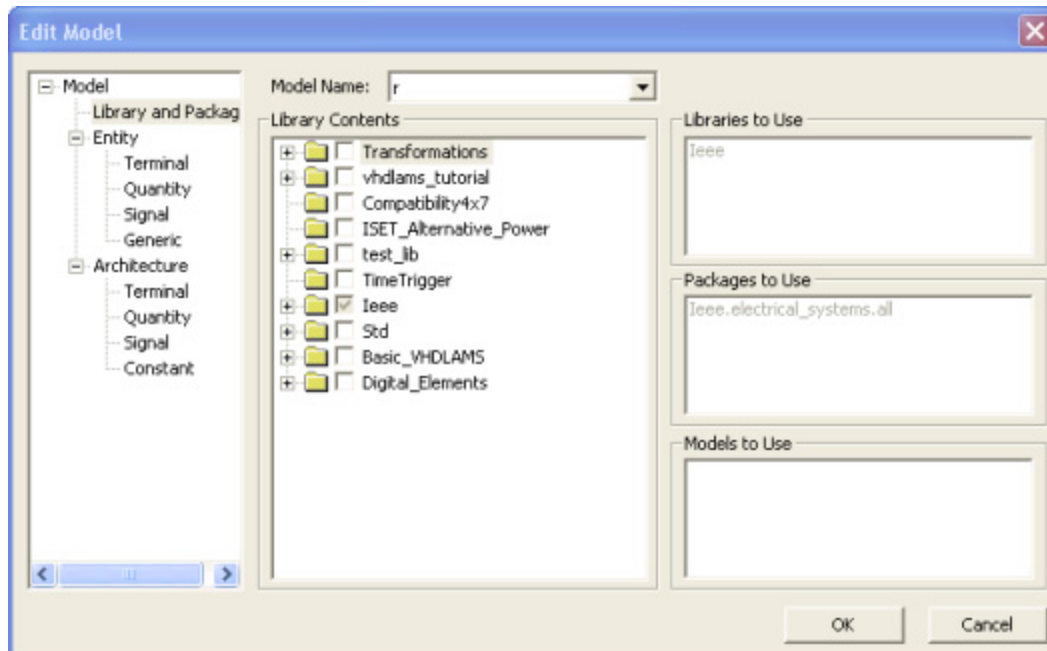 Edit Model
Model
Library and Packag
Entity
Terminal
Quantity
Signal
Generic
Architecture
Terminal
Quantity
Signal
Constant
Model Name: r
Library Contents
Transformations
vhdlams_tutorial
Compatibility4x7
ISET_Alternative_Power
test_lib
TimeTrigger
Ieee
Std
Basic_VHDLAMS
Digital_Elements
Libraries to Use
Ieee
Packages to Use
Ieee.electrical_systems.all
Models to Use
OK Cancel